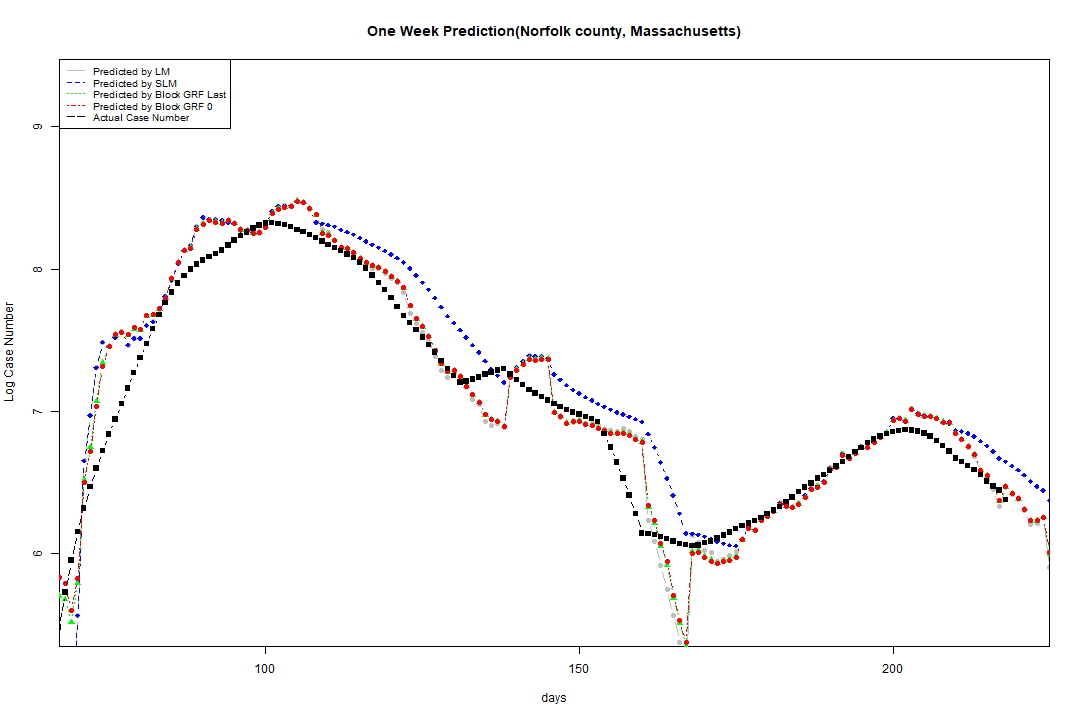 One Week Prediction(Norfolk county, Massachusetts)
Predicted by LM
Predicted by SLM
Predicted by Block GRF Last
Predicted by Block GRF 0
Actual Case Number
9
8
7
6
Log Case Number
100
150
200
days